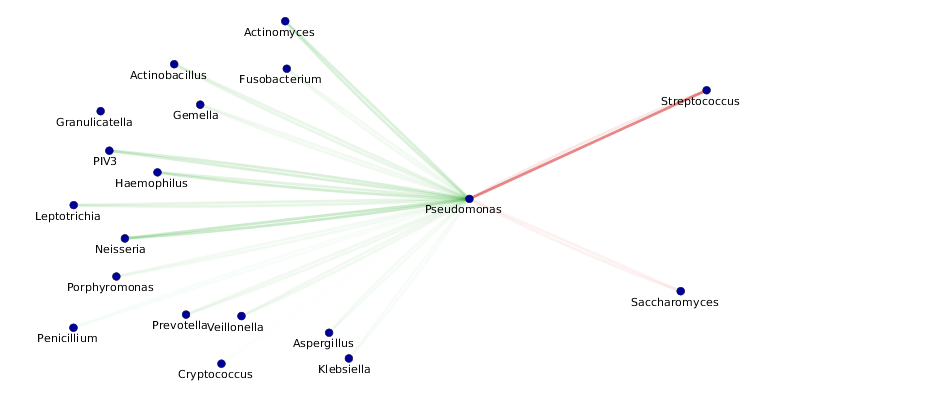 Actinomyces
Actinobacillus
Fusobacterium
Streptococcus
Gemella
Granulicatella
PIV3
Haemophilus
Pseudomonas
Leptotrichia
Neisseria
Porphyromonas
Saccharomyces
Prevotella
Veillonella
Penicillium
Aspergillus
Klebsiella
Cryptococcus